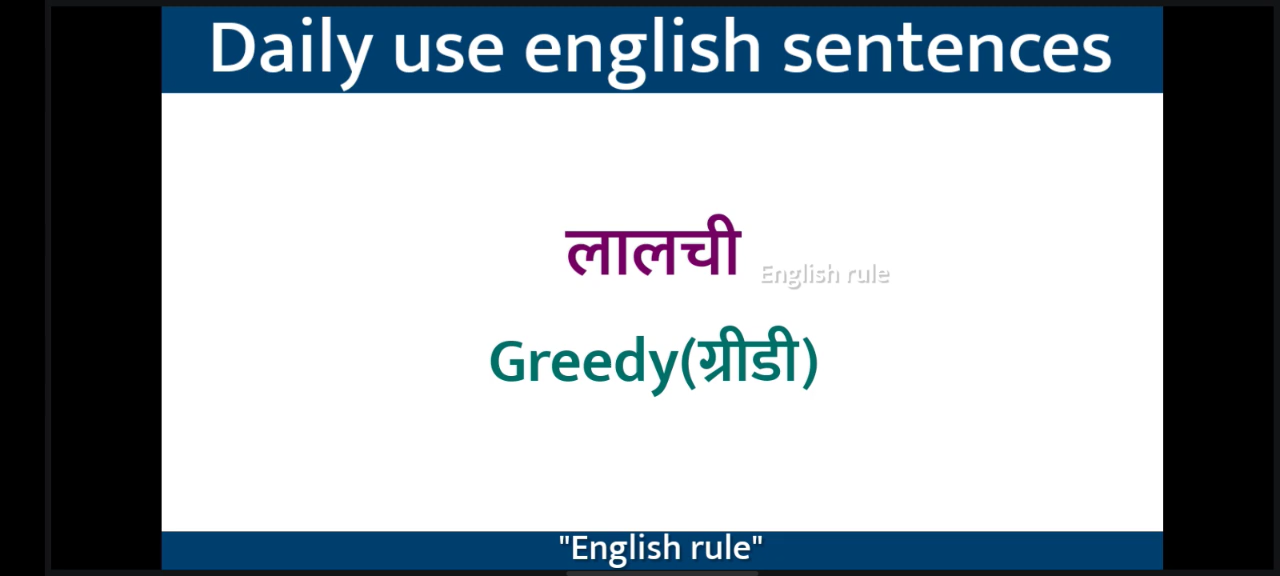 Daily use english sentences
लालची
English rule
Greedy(ग्रीडी)
"English rule"